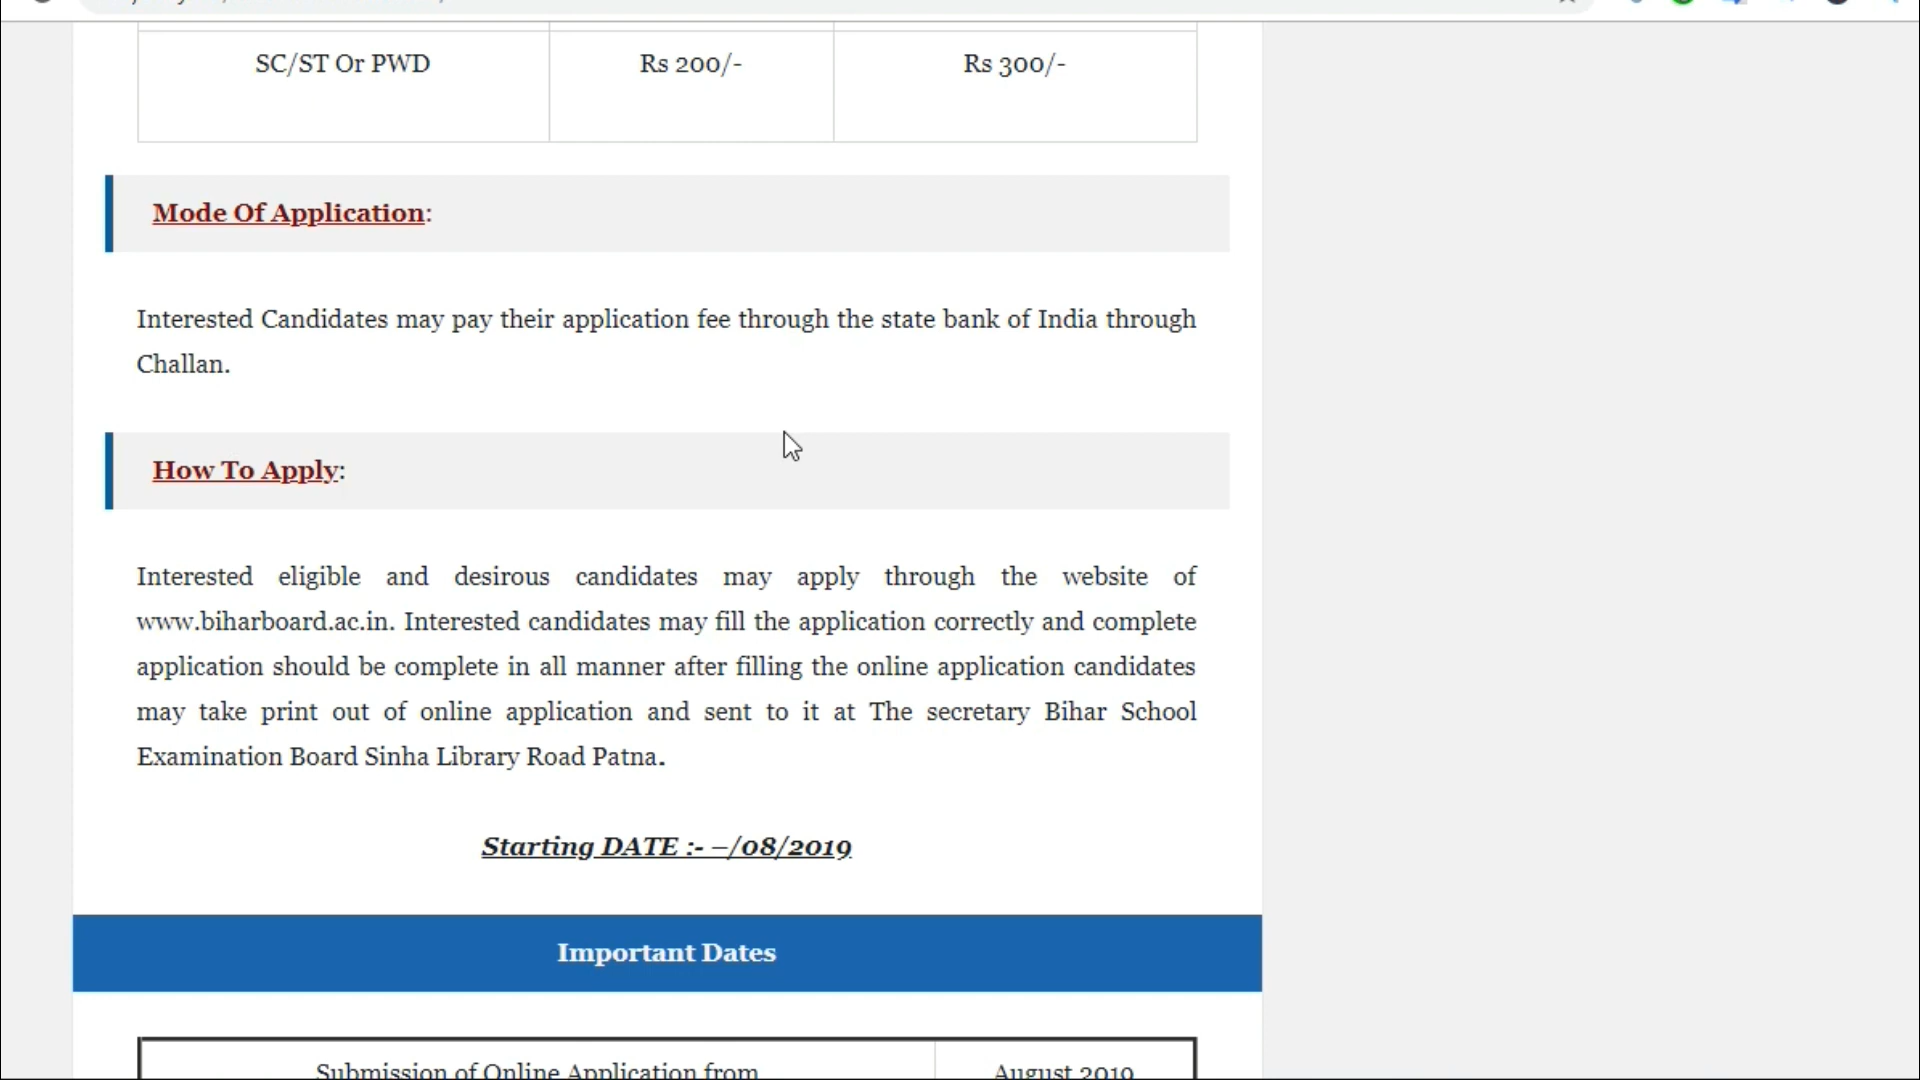 SC/ST Or PWD Rs 200/- Rs 300/-
Mode Of Application:
Interested Candidates may pay their application fee through the state bank of India through
Challan.
How To Apply:
Interested eligible and desirous candidates may apply through the website of
www.biharboard.ac.in. Interested candidates may fill the application correctly and complete
application should be complete in all manner after filling the online application candidates
may take print out of online application and sent to it at The secretary Bihar School
Examination Board Sinha Library Road Patna.
Starting DATE :- –/08/2019
Important Dates
Submission of Online Application from August 2019